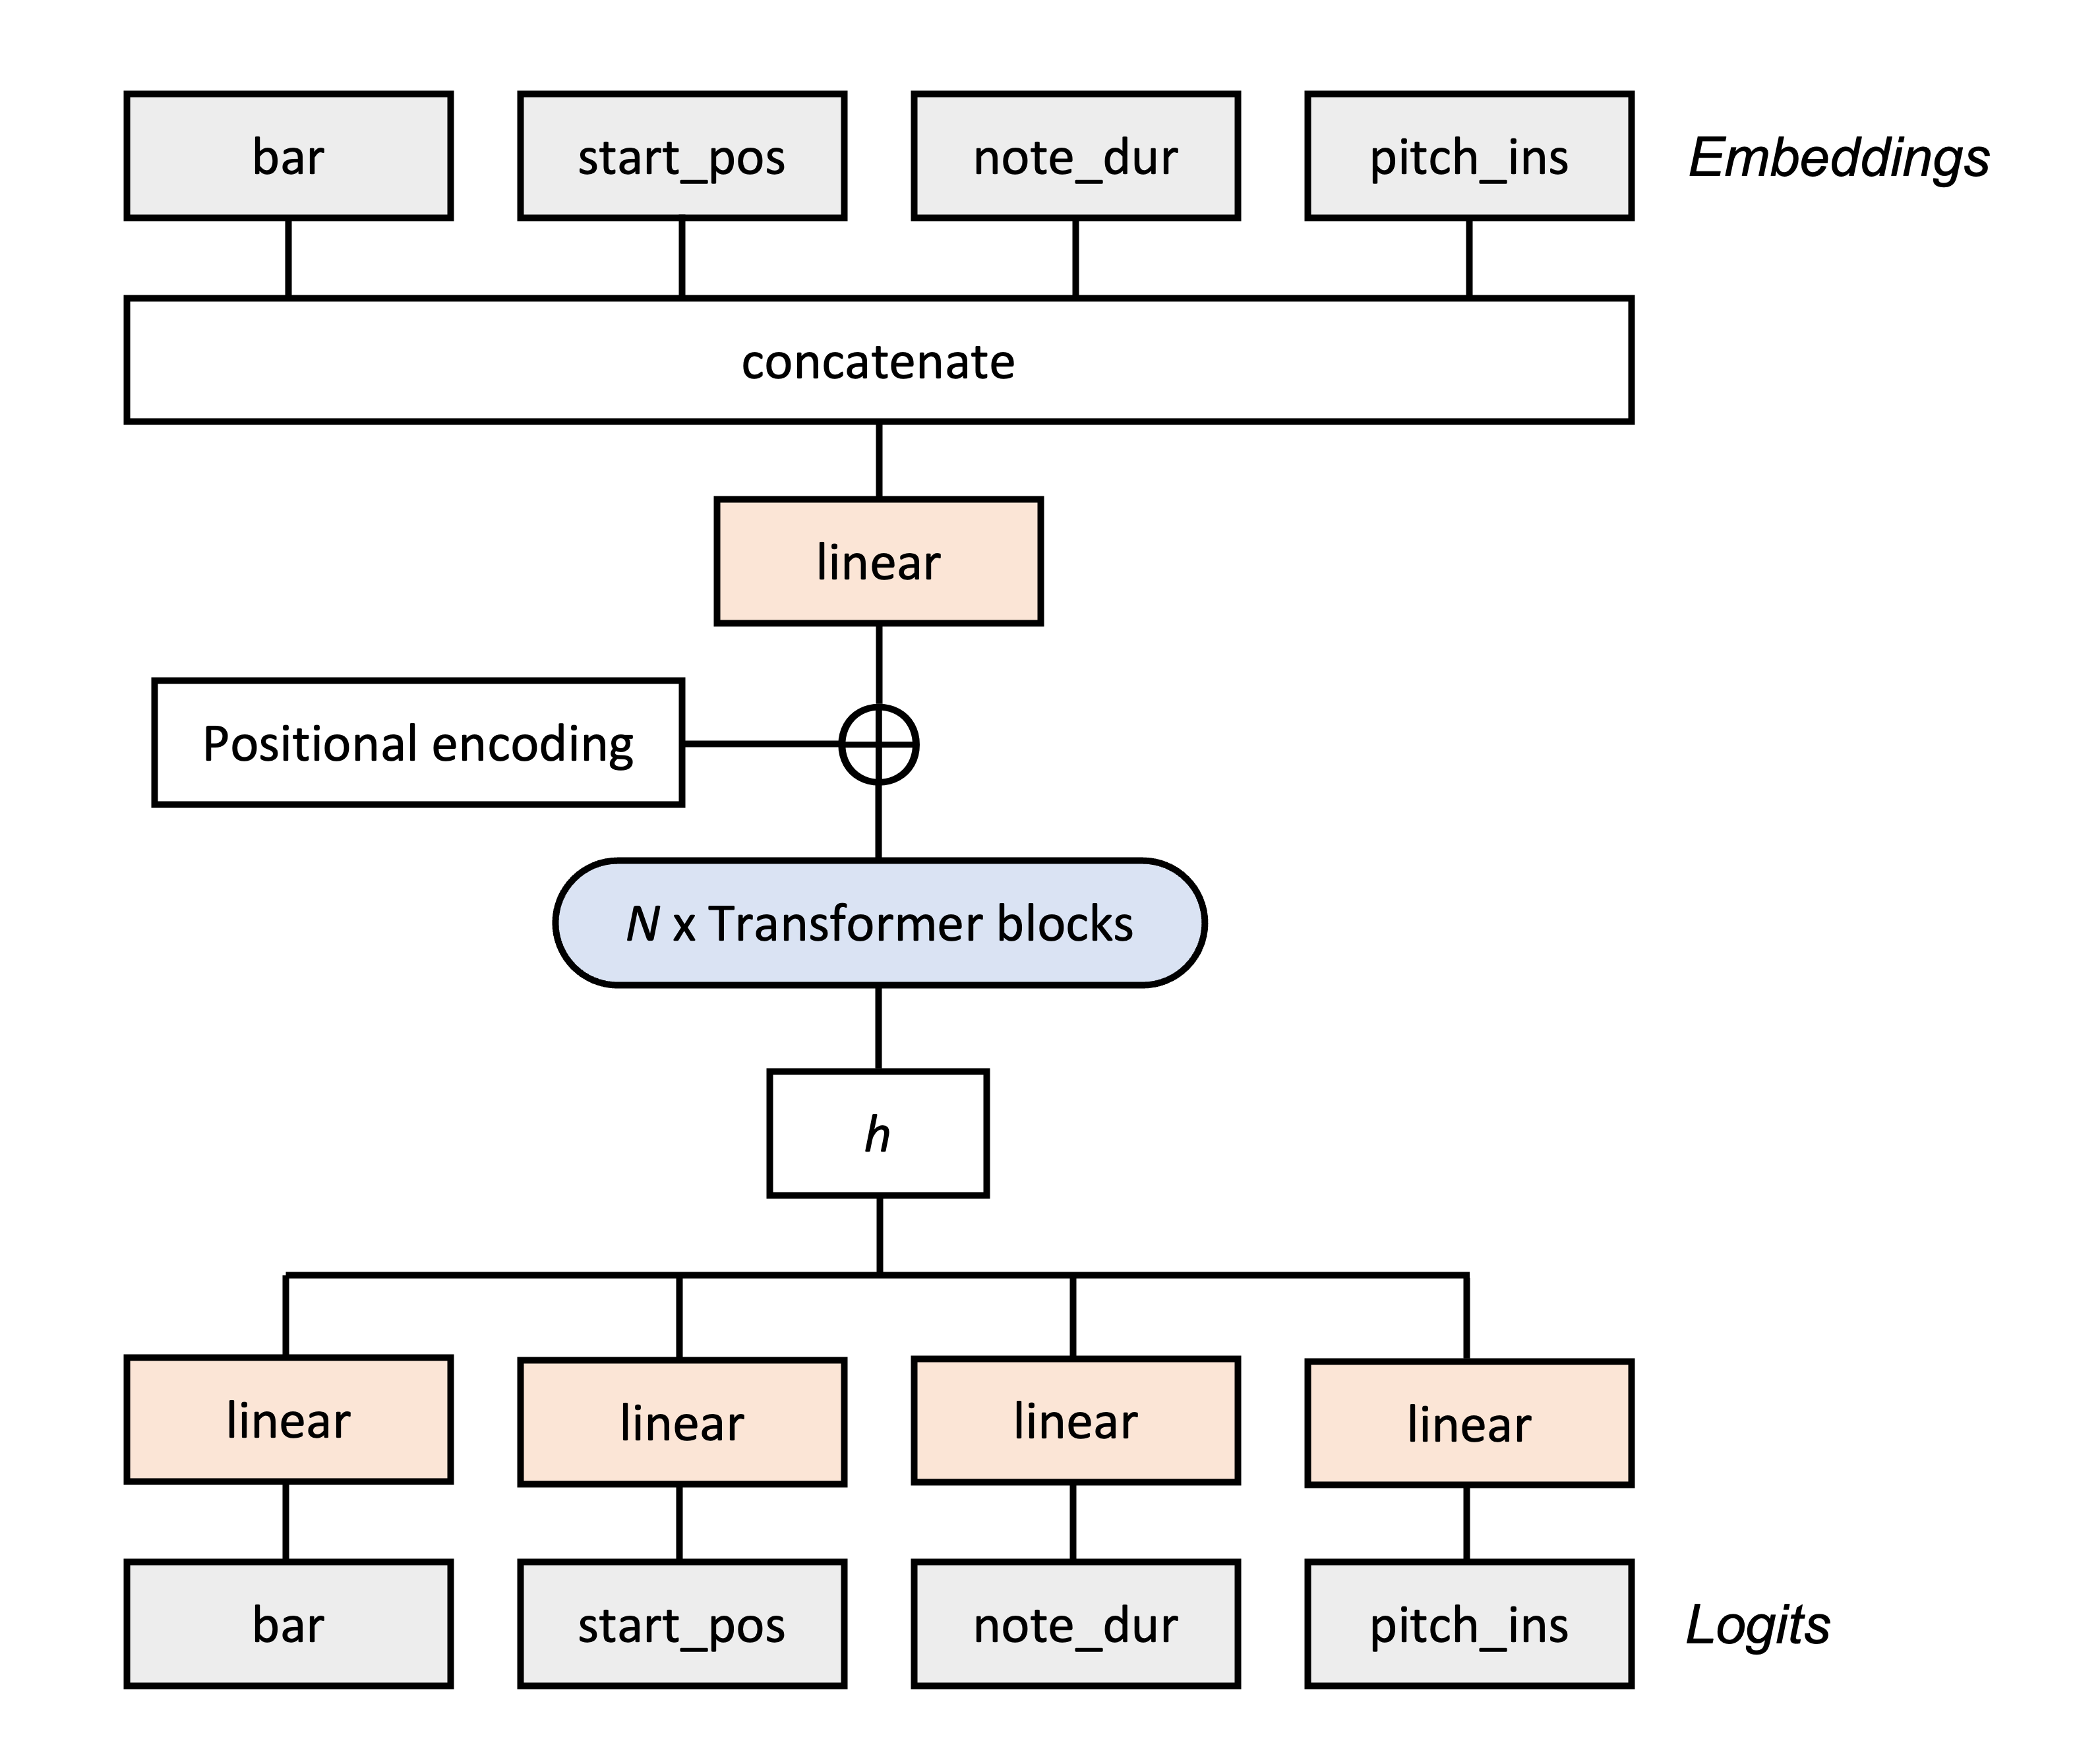 bar
start_pos
note_dur
pitch_ins
Embeddings
concatenate
linear
Positional encoding
N x Transformer blocks
h
linear
linear
linear
linear
bar
start_pos
note_dur
pitch_ins
Logits